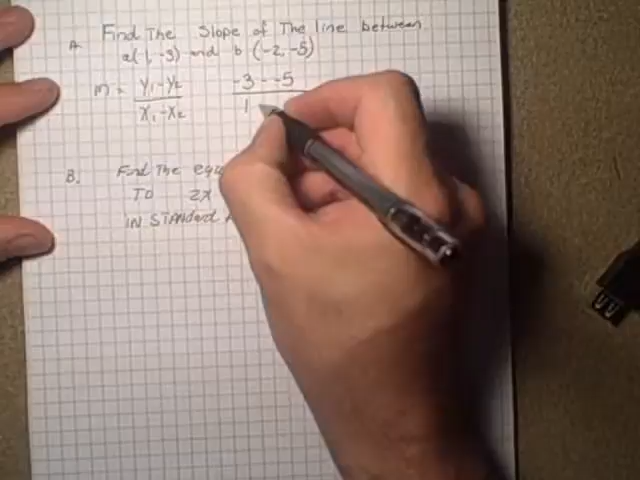 A. Find The Slope of The line between
a(1, -3) and b (-2, -5)
m = y1 - y2 -3 - -5
x1 - x2 1
B. Find The
TO 2x
IN STANDARD